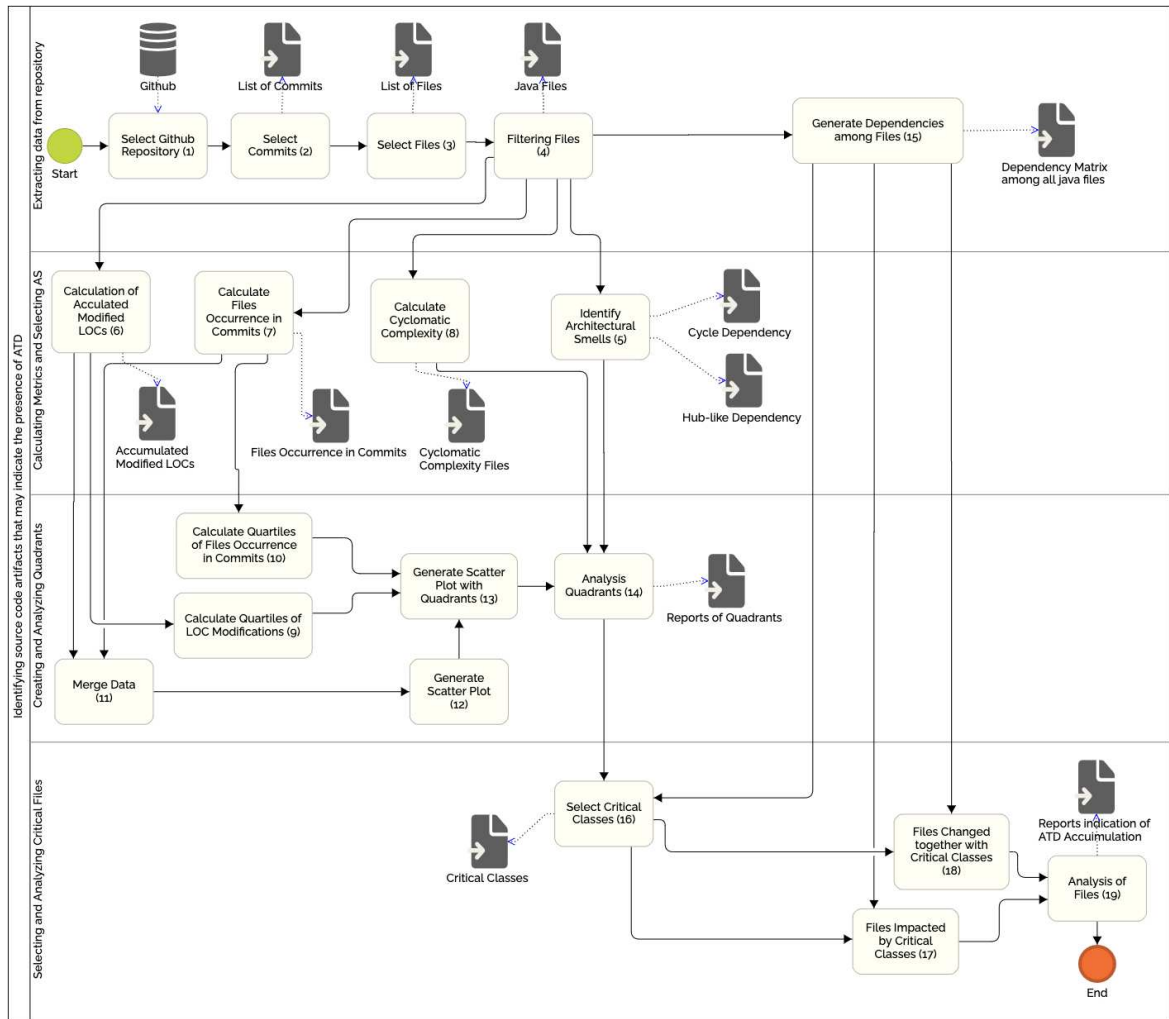 Identifying source code artifacts that may indicate the presence of ATD
Extracting data from repository
Github
List of Commits
List of Files
Java Files
Start
Select Github
Repository (1)
Select
Commits (2)
Select Files (3)
Filtering Files
(4)
Generate Dependencies
among Files (15)
Dependency Matrix
among all java files
Calculating Metrics and Selecting AS
Calculation of
Acculated
Modified
LOCs (6)
Calculate
Files
Occurrence in
Commits (7)
Calculate
Cyclomatic
Complexity (8)
Identify
Architectural
Smells (5)
Cycle Dependency
Hub-like Dependency
Accumulated
Modified LOCs
Files Occurrence in Commits
Cyclomatic
Complexity Files
Creating and Analyzing Quadrants
Calculate Quartiles
of Files Occurrence
in Commits (10)
Calculate Quartiles of
LOC Modifications (9)
Generate Scatter
Plot with
Quadrants (13)
Analysis
Quadrants (14)
Reports of Quadrants
Merge Data
(11)
Generate
Scatter Plot
(12)
Selecting and Analyzing Critical Files
Select Critical
Classes (16)
Critical Classes
Files Changed
together with
Critical Classes
(18)
Files Impacted
by Critical
Classes (17)
Reports indication of
ATD Accuimulation
Analysis of
Files (19)
End